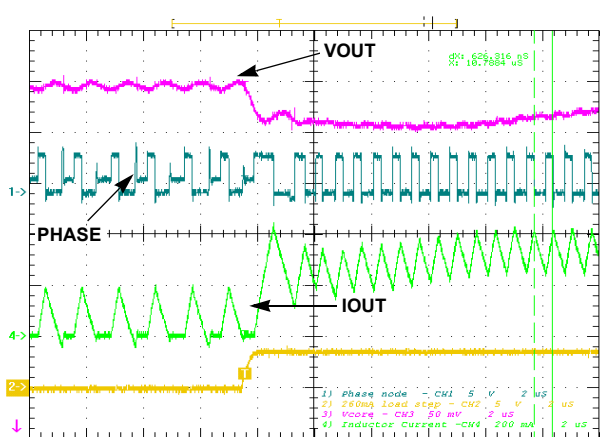 T
VOUT
dX: 626.316 nS
X: 10.7884 uS
1->
PHASE
IOUT
4->
T
2->
1) Phase node - CH1 5 V 2 uS
2) 260mA load step - CH2 5 V 2 uS
3) Vcore - CH3 50 mV 2 uS
4) Inductor Current -CH4 200 mA 2 uS